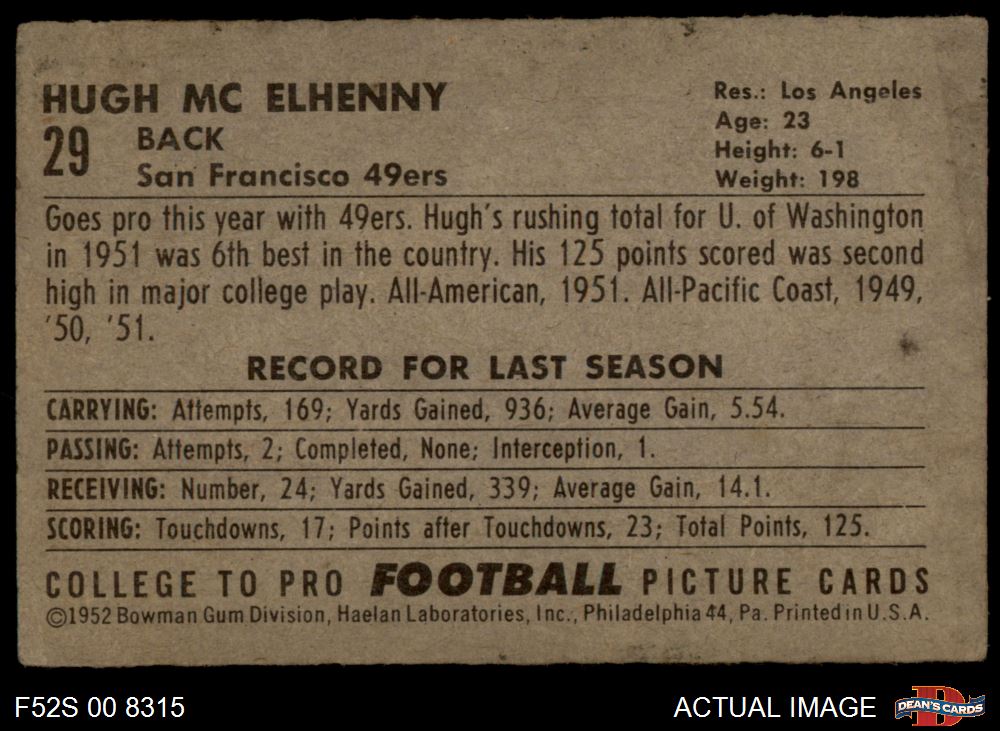 HUGH MC ELHENNY
29 BACK
San Francisco 49ers
Res.: Los Angeles
Age: 23
Height: 6-1
Weight: 198
Goes pro this year with 49ers. Hugh's rushing total for U. of Washington
in 1951 was 6th best in the country. His 125 points scored was second
high in major college play. All-American, 1951. All-Pacific Coast, 1949,
'50, '51.
RECORD FOR LAST SEASON
CARRYING: Attempts, 169; Yards Gained, 936; Average Gain, 5.54.
PASSING: Attempts, 2; Completed, None; Interception, 1.
RECEIVING: Number, 24; Yards Gained, 339; Average Gain, 14.1.
SCORING: Touchdowns, 17; Points after Touchdowns, 23; Total Points, 125.
COLLEGE TO PRO FOOTBALL PICTURE CARDS
©1952 Bowman Gum Division, Haelan Laboratories, Inc., Philadelphia 44, Pa. Printed in U.S.A.
F52S 00 8315
ACTUAL IMAGE
D
DEAN'S CARDS